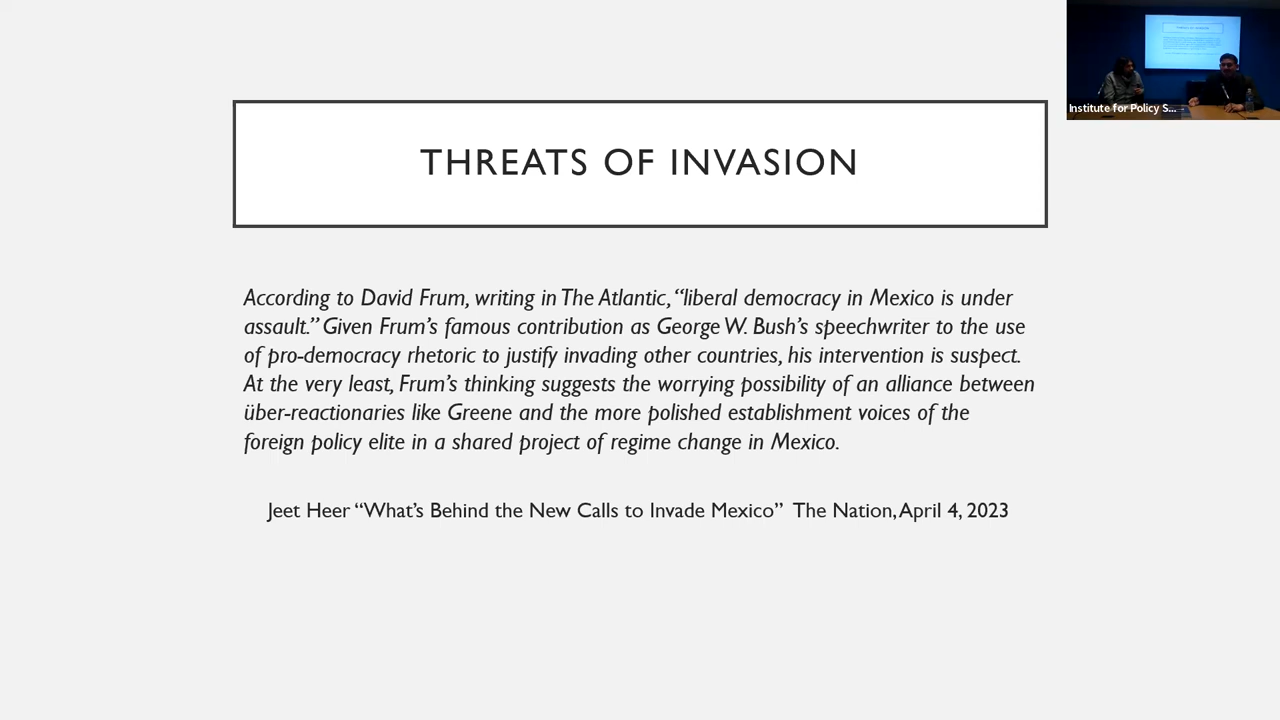 THREATS OF INVASION
According to David Frum, writing in The Atlantic, “liberal democracy in Mexico is under
assault.” Given Frum’s famous contribution as George W. Bush’s speechwriter to the use
of pro-democracy rhetoric to justify invading other countries, his intervention is suspect.
At the very least, Frum’s thinking suggests the worrying possibility of an alliance between
über-reactionaries like Greene and the more polished establishment voices of the
foreign policy elite in a shared project of regime change in Mexico.
Jeet Heer “What’s Behind the New Calls to Invade Mexico” The Nation, April 4, 2023
Institute for Policy S...
THREATS OF INVASION